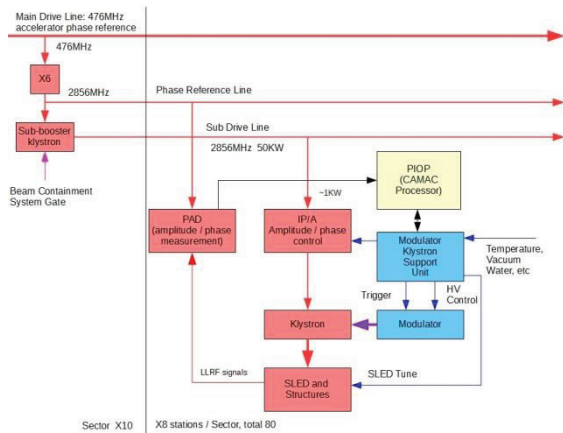 Main Drive Line: 476MHz
accelerator phase reference
476MHz
X6
2856MHz
Phase Reference Line
Sub-booster
klystron
Sub Drive Line
2856MHz 50KW
Beam Containment
System Gate
~1KW
PIOP
(CAMAC
Processor)
PAD
(amplitude / phase
measurement)
IP/A
Amplitude / phase
control
Modulator
Klystron
Support
Unit
Temperature,
Vacuum
Water, etc
Trigger
HV
Control
Klystron
Modulator
LLRF signals
SLED and
Structures
SLED Tune
Sector X10
X8 stations / Sector, total 80